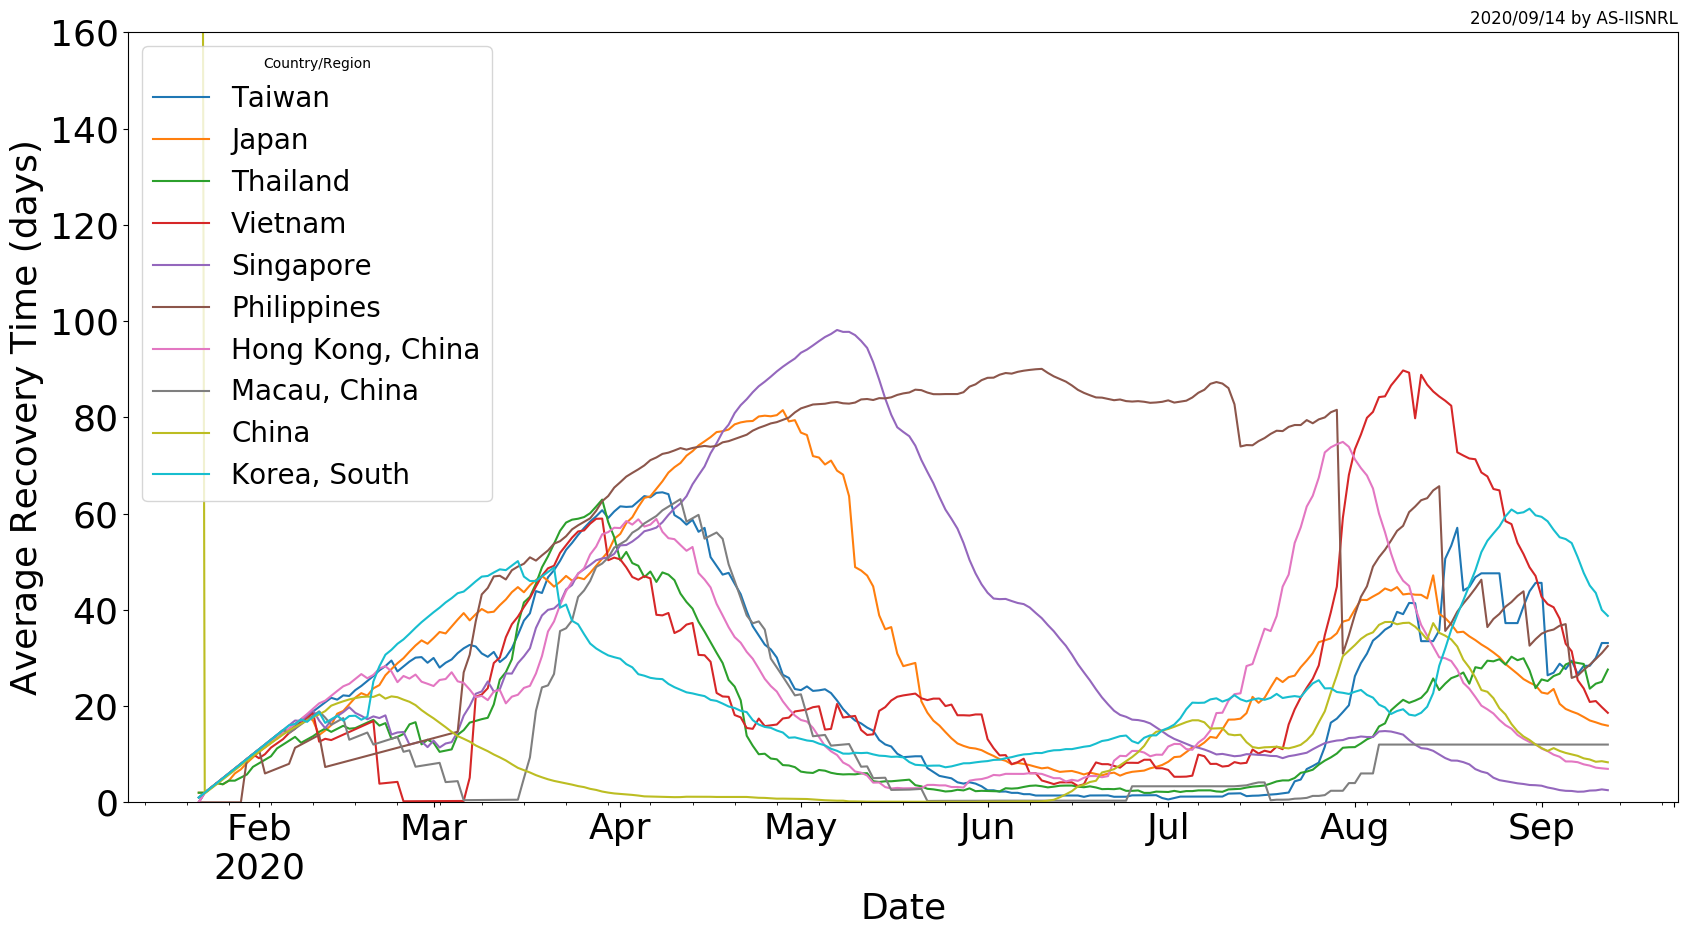 2020/09/14 by AS-IISNRL
Average Recovery Time (days)
160
140
120
100
80
60
40
20
0
Country/Region
Taiwan
Japan
Thailand
Vietnam
Singapore
Philippines
Hong Kong, China
Macau, China
China
Korea, South
Feb Mar Apr May Jun Jul Aug Sep
2020
Date